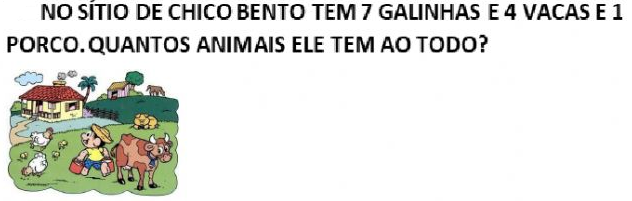 NO SÍTIO DE CHICO BENTO TEM 7 GALINHAS E 4 VACAS E 1
PORCO. QUANTOS ANIMAIS ELE TEM AO TODO?